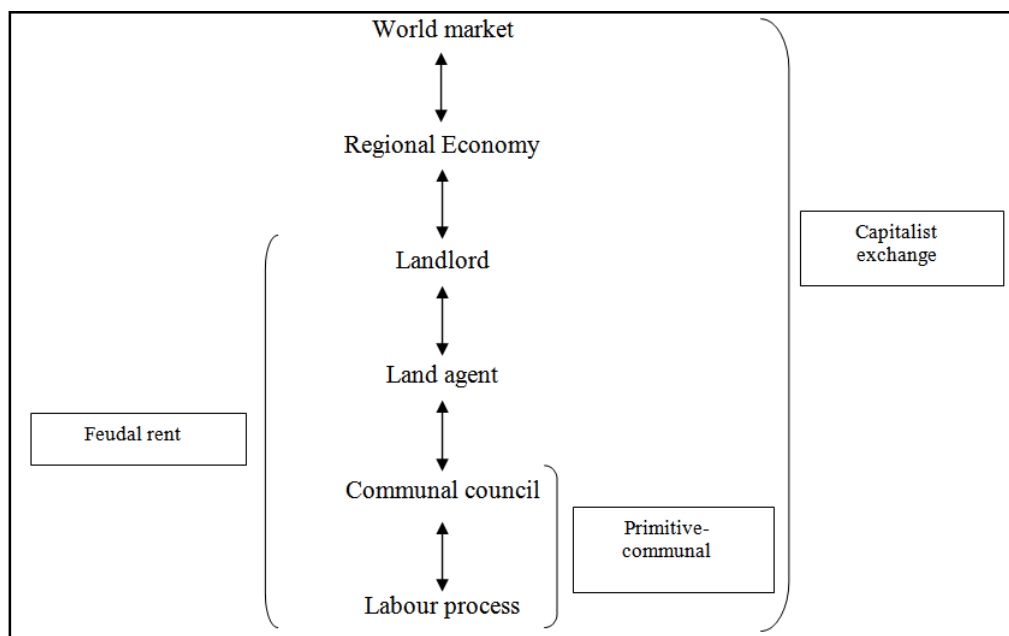 World market
Regional Economy
Capitalist
exchange
Landlord
Land agent
Feudal rent
Communal council
Primitive-
communal
Labour process